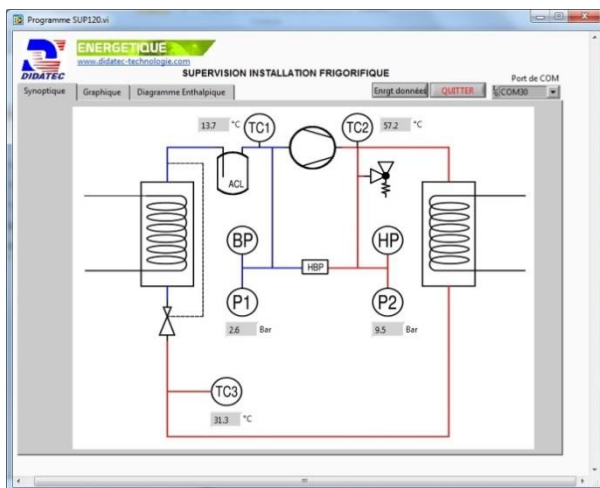 Programme SUP120.vi
DIDATEC
ENERGETIQUE
www.didatec-technologie.com
SUPERVISION INSTALLATION FRIGORIFIQUE
Port de COM
Synoptique Graphique Diagramme Enthalpique Enrgt données QUITTER COM30
13.7 °C TC1 TC2 57.2 °C
ACL
BP HP
HBP
P1 P2
2.6 Bar 9.5 Bar
TC3
31.3 °C